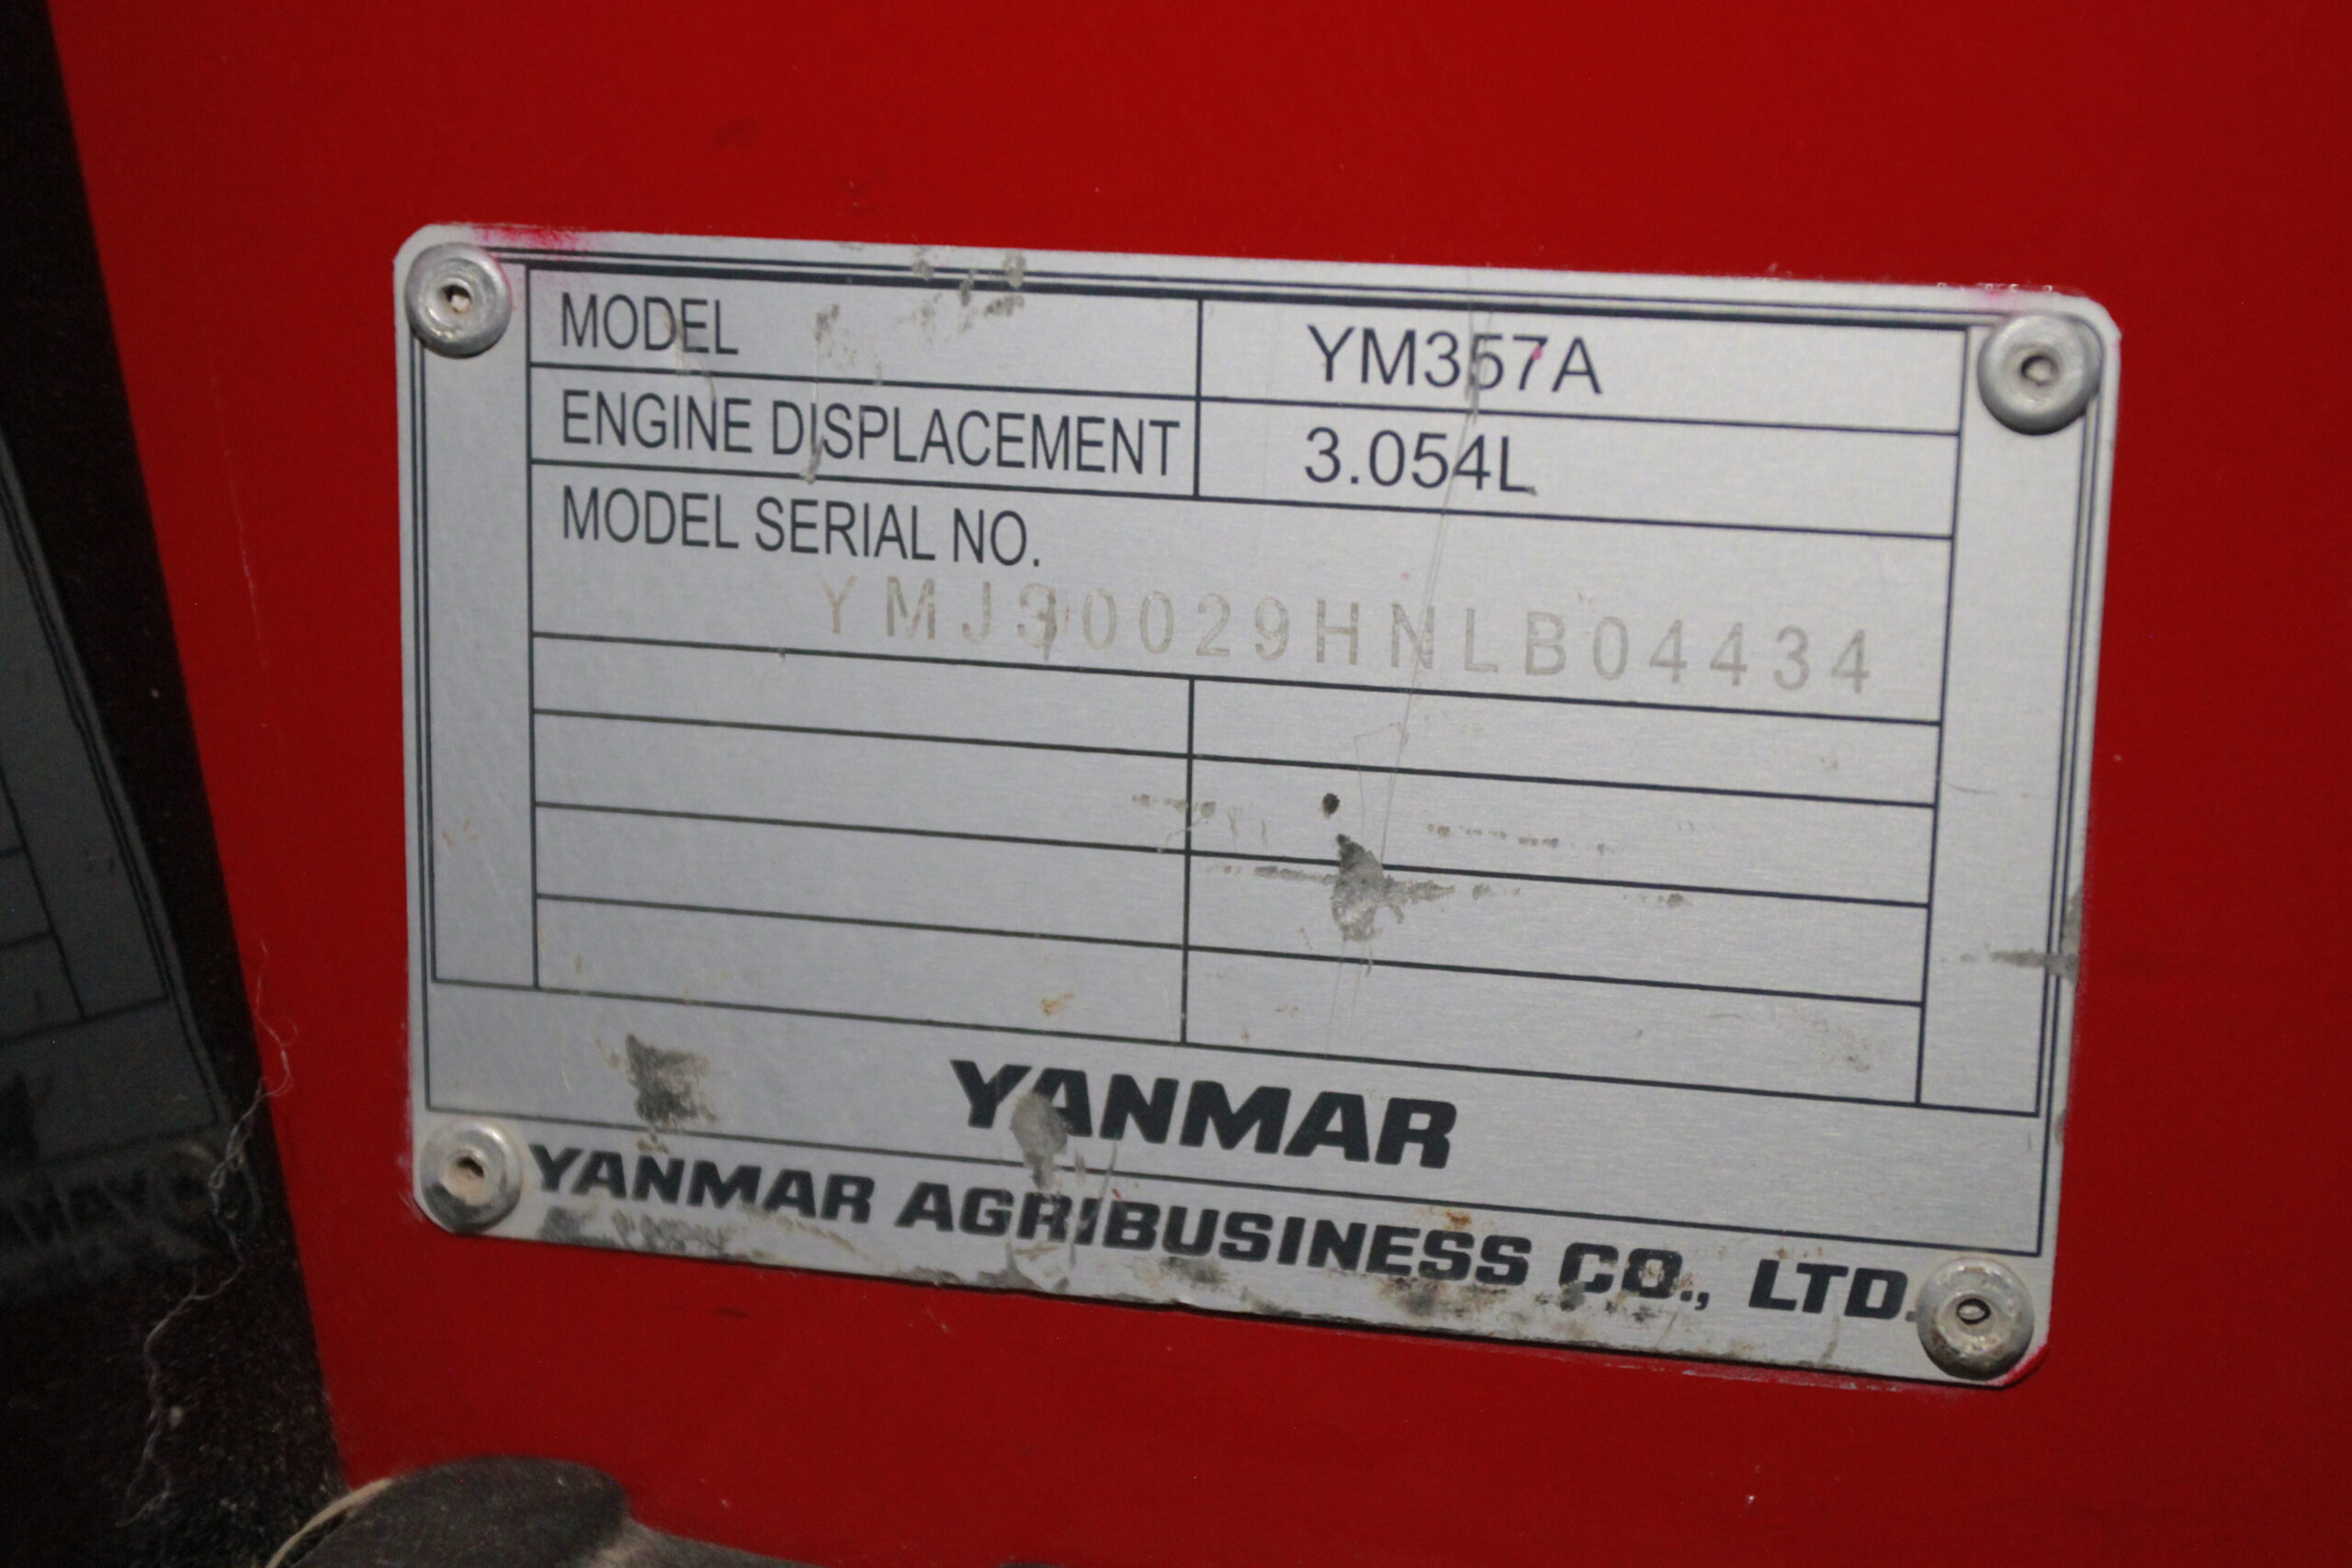 MODEL YM357A
ENGINE DISPLACEMENT 3.054L
MODEL SERIAL NO.
YMJ30029HNLB04434
YANMAR
YANMAR AGRIBUSINESS CO., LTD.